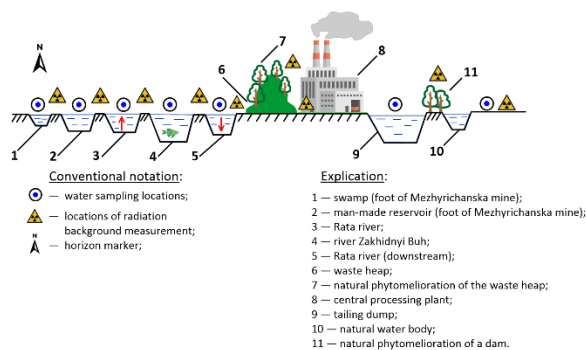 N
7
8
6
11
1
2
3
4
5
9
10
Conventional notation:
— water sampling locations;
— locations of radiation
background measurement;
N
— horizon marker;
Explication:
1 — swamp (foot of Mezhyrichanska mine);
2 — man-made reservoir (foot of Mezhyrichanska mine);
3 — Rata river;
4 — river Zakhidnyi Buh;
5 — Rata river (downstream);
6 — waste heap;
7 — natural phytomelioration of the waste heap;
8 — central processing plant;
9 — tailing dump;
10 — natural water body;
11 — natural phytomelioration of a dam.